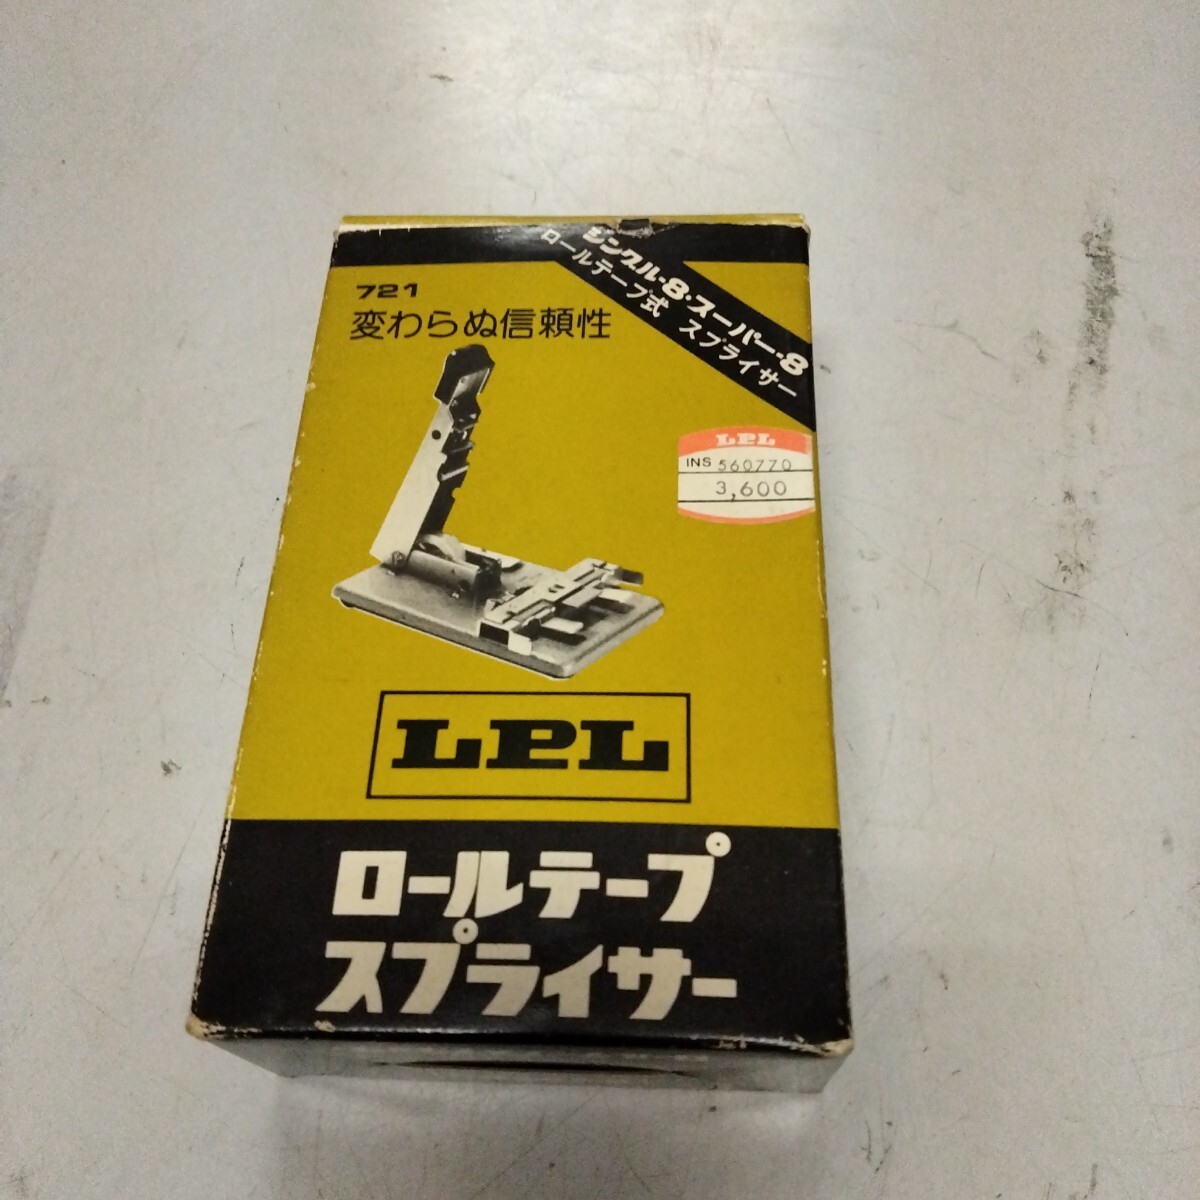 シングル-8・スーパー-8
ロールテープ式 スプライサー
721
変わらぬ信頼性
LPL
INS 560770
3,600
LPL
ロールテープ
スプライサー